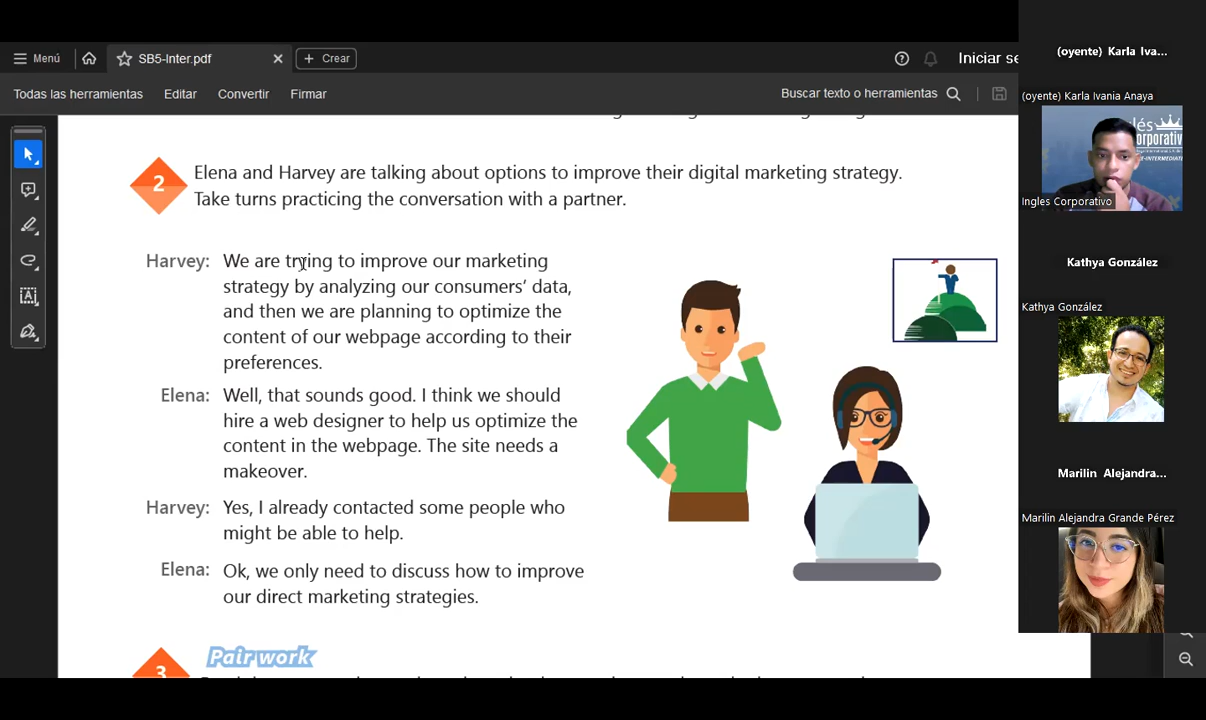 (oyente) Karla Iva...
Menú
SB5-Inter.pdf
Crear
Iniciar se
Todas las herramientas
Editar
Convertir
Firmar
Buscar texto o herramientas
(oyente) Karla Ivania Anaya
Ingles Corporativo
2
Elena and Harvey are talking about options to improve their digital marketing strategy.
Take turns practicing the conversation with a partner.
Harvey: We are trying to improve our marketing
strategy by analyzing our consumers’ data,
and then we are planning to optimize the
content of our webpage according to their
preferences.
Elena: Well, that sounds good. I think we should
hire a web designer to help us optimize the
content in the webpage. The site needs a
makeover.
Harvey: Yes, I already contacted some people who
might be able to help.
Elena: Ok, we only need to discuss how to improve
our direct marketing strategies.
3
Pair work
Kathya González
Kathya González
Marilin Alejandra...
Marilin Alejandra Grande Pérez